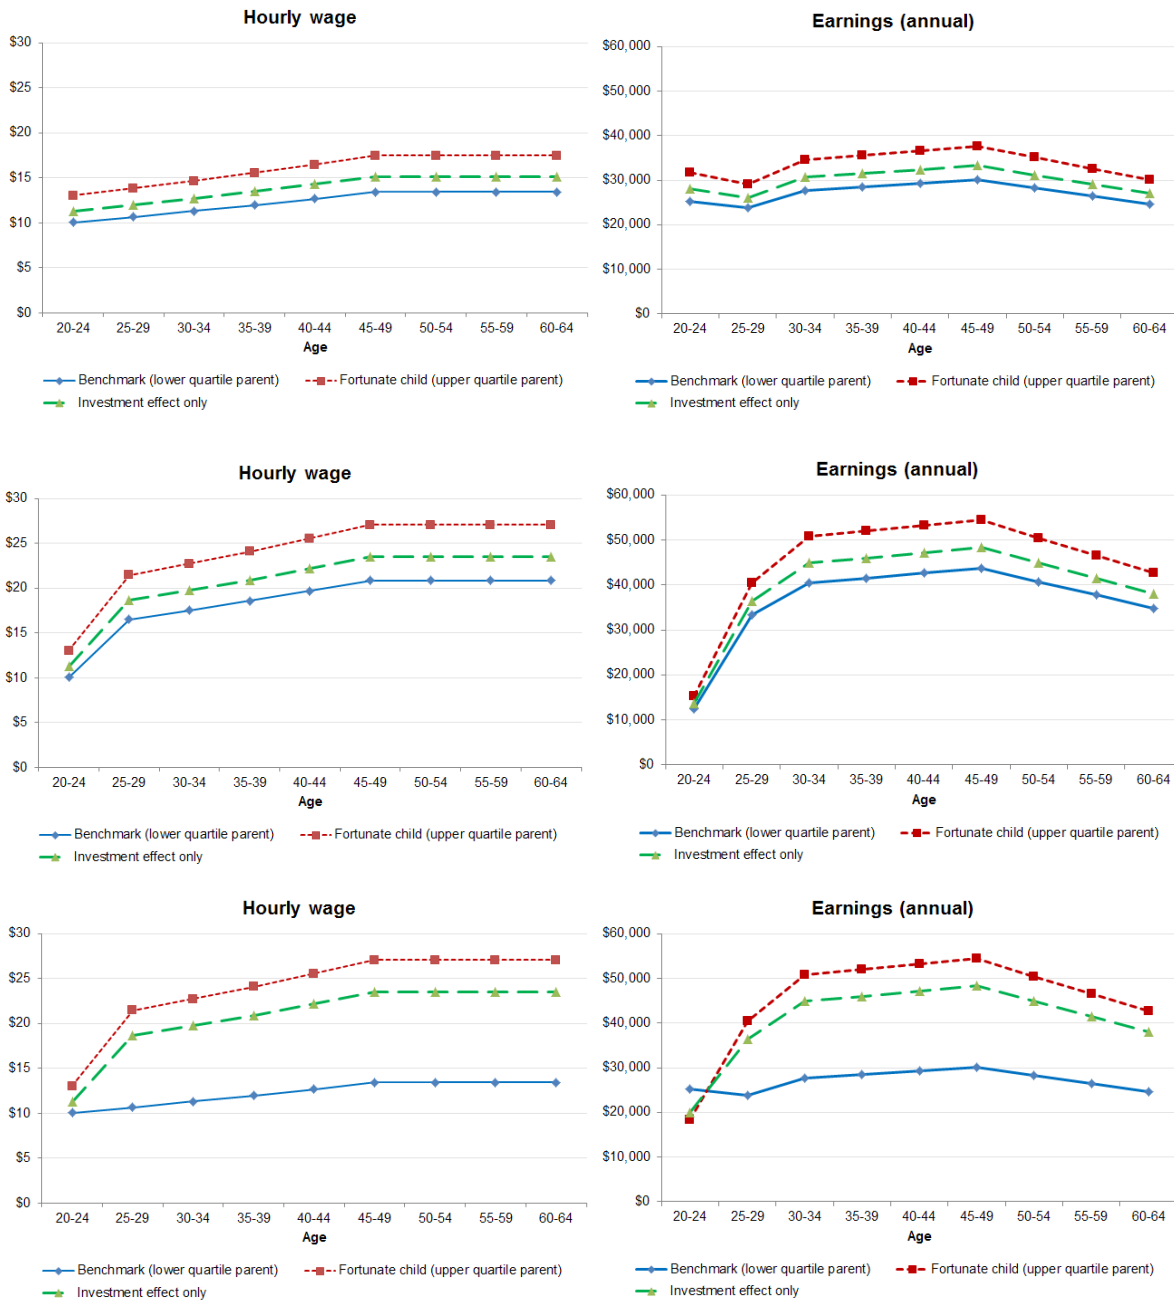 Hourly wage
$30
$25
$20
$15
$10
$5
$0
20-24 25-29 30-34 35-39 40-44 45-49 50-54 55-59 60-64
Age
Benchmark (lower quartile parent) Fortunate child (upper quartile parent)
Investment effect only
Earnings (annual)
$60,000
$50,000
$40,000
$30,000
$20,000
$10,000
$0
20-24 25-29 30-34 35-39 40-44 45-49 50-54 55-59 60-64
Age
Benchmark (lower quartile parent) Fortunate child (upper quartile parent)
Investment effect only
Hourly wage
$30
$25
$20
$15
$10
$5
$0
20-24 25-29 30-34 35-39 40-44 45-49 50-54 55-59 60-64
Age
Benchmark (lower quartile parent) Fortunate child (upper quartile parent)
Investment effect only
Earnings (annual)
$60,000
$50,000
$40,000
$30,000
$20,000
$10,000
$0
20-24 25-29 30-34 35-39 40-44 45-49 50-54 55-59 60-64
Age
Benchmark (lower quartile parent) Fortunate child (upper quartile parent)
Investment effect only
Hourly wage
$30
$25
$20
$15
$10
$5
$0
20-24 25-29 30-34 35-39 40-44 45-49 50-54 55-59 60-64
Age
Benchmark (lower quartile parent) Fortunate child (upper quartile parent)
Investment effect only
Earnings (annual)
$60,000
$50,000
$40,000
$30,000
$20,000
$10,000
$0
20-24 25-29 30-34 35-39 40-44 45-49 50-54 55-59 60-64
Age
Benchmark (lower quartile parent) Fortunate child (upper quartile parent)
Investment effect only